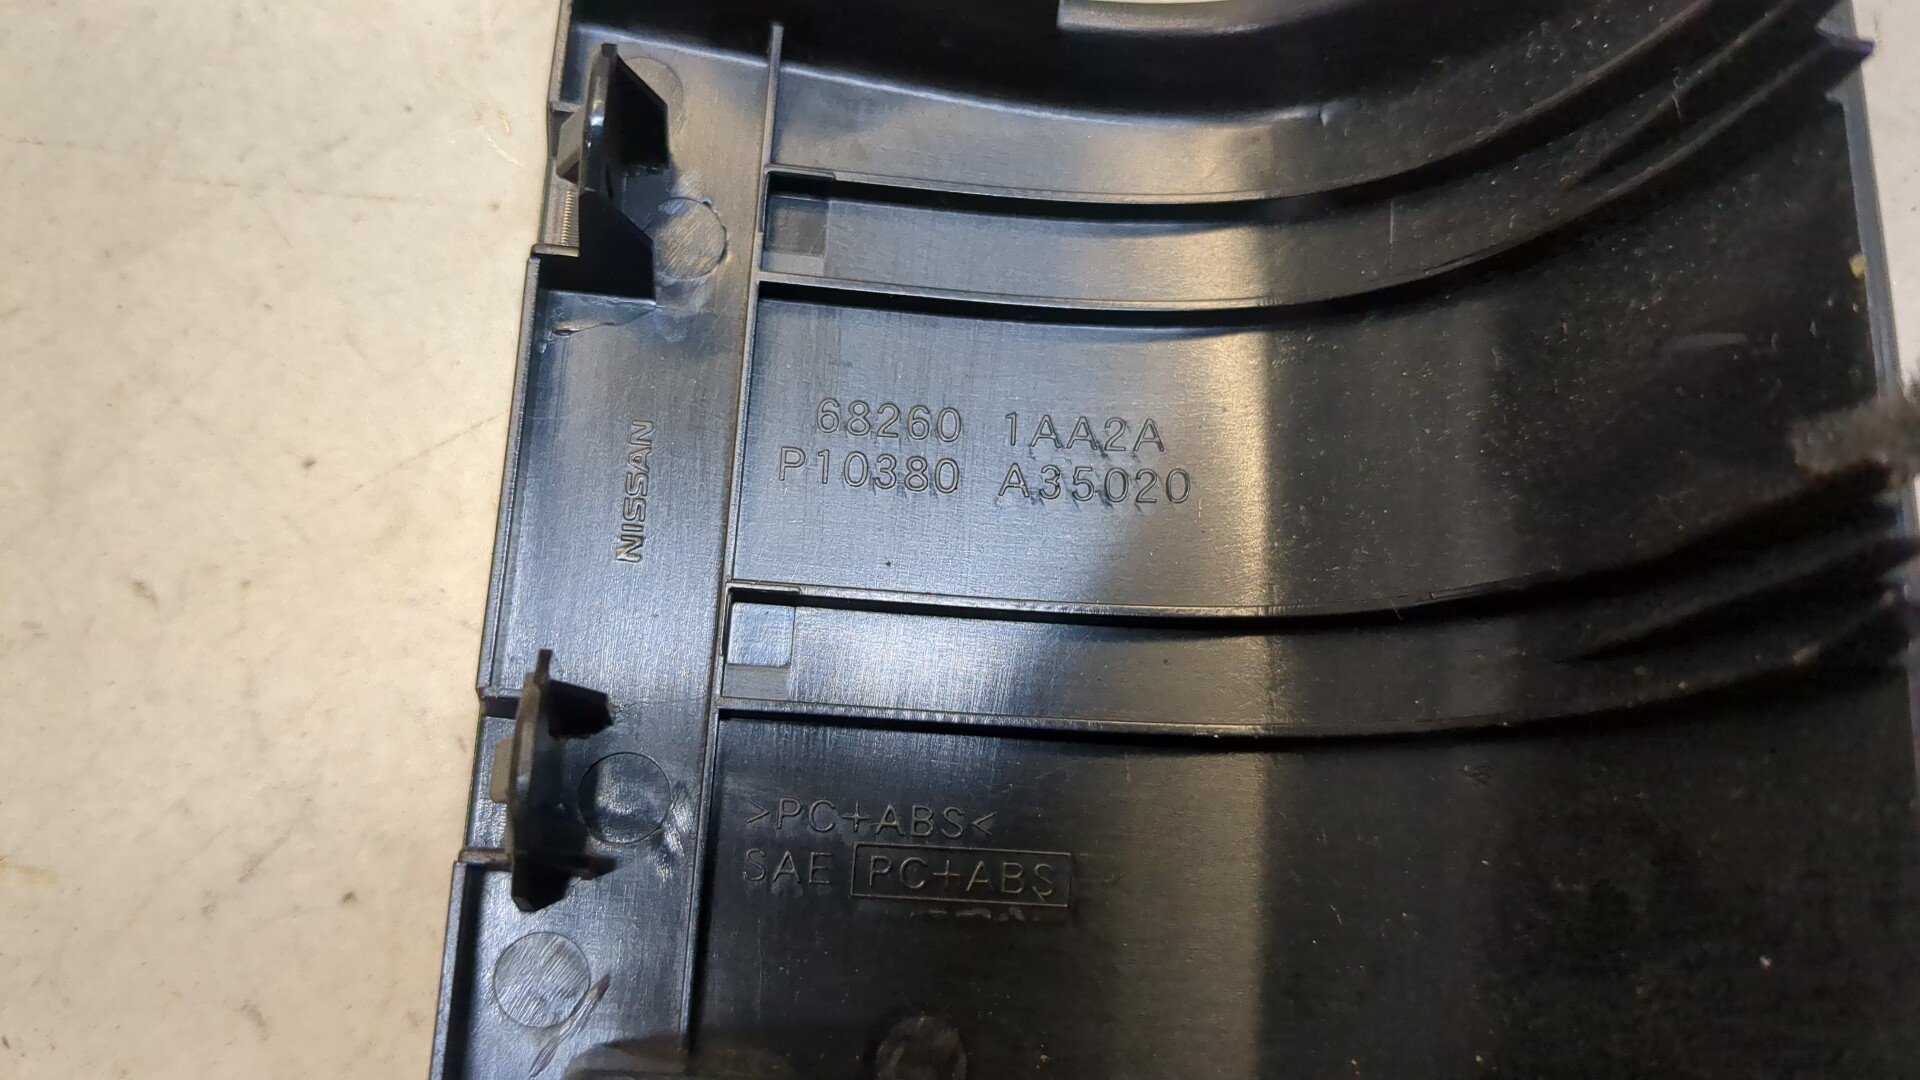 68260 1AA2A
P10380 A35020
NISSAN
>PC+ABS<
SAE PC+ABS